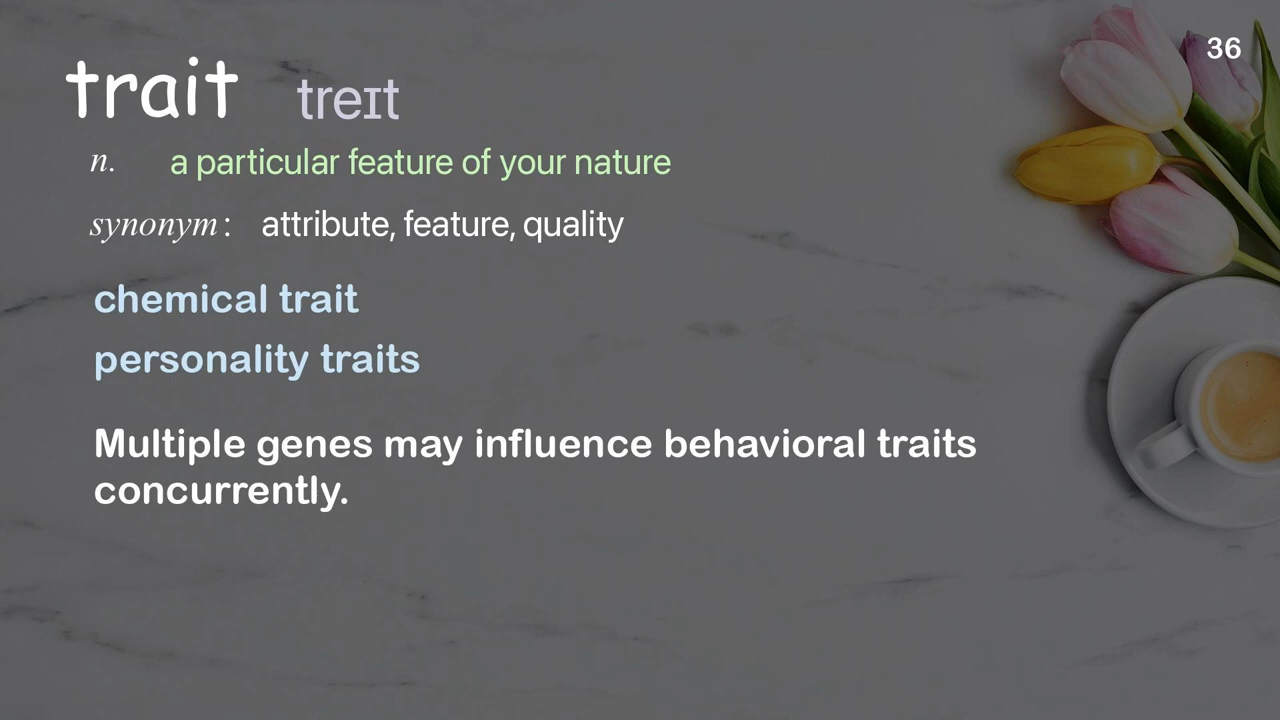 36
trait treɪt
n. a particular feature of your nature
synonym: attribute, feature, quality
chemical trait
personality traits
Multiple genes may influence behavioral traits
concurrently.